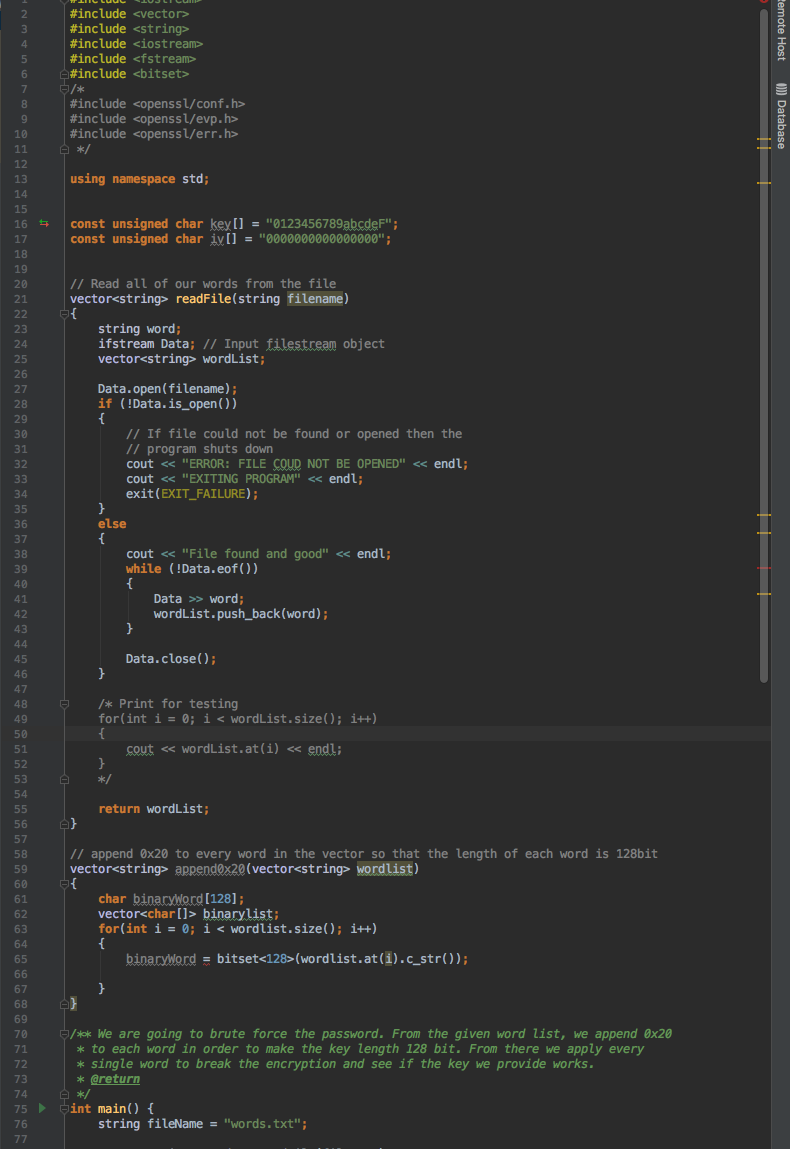 #include <iostream>
2 #include <vector>
3 #include <string>
4 #include <iostream>
5 #include <fstream>
6 #include <bitset>
7 /*
8 #include <openssl/conf.h>
9 #include <openssl/evp.h>
10 #include <openssl/err.h>
11 */
12
13 using namespace std;
14
15
16 const unsigned char key[] = "0123456789abcdeF";
17 const unsigned char iv[] = "0000000000000000";
18
19
20 // Read all of our words from the file
21 vector<string> readFile(string filename)
22 {
23 string word;
24 ifstream Data; // Input filestream object
25 vector<string> wordList;
26
27 Data.open(filename);
28 if (!Data.is_open())
29 {
30 // If file could not be found or opened then the
31 // program shuts down
32 cout << "ERROR: FILE COUD NOT BE OPENED" << endl;
33 cout << "EXITING PROGRAM" << endl;
34 exit(EXIT_FAILURE);
35 }
36 else
37 {
38 cout << "File found and good" << endl;
39 while (!Data.eof())
40 {
41 Data >> word;
42 wordList.push_back(word);
43 }
44
45 Data.close();
46 }
47
48 /* Print for testing
49 for(int i = 0; i < wordList.size(); i++)
50 {
51 cout << wordList.at(i) << endl;
52 }
53 */
54
55 return wordList;
56 }
57
58 // append 0x20 to every word in the vector so that the length of each word is 128bit
59 vector<string> append0x20(vector<string> wordlist)
60 {
61 char binaryWord[128];
62 vector<char[]> binarylist;
63 for(int i = 0; i < wordlist.size(); i++)
64 {
65 binaryWord = bitset<128>(wordlist.at(i).c_str());
66
67 }
68 }
69
70 /** We are going to brute force the password. From the given word list, we append 0x20
71 * to each word in order to make the key length 128 bit. From there we apply every
72 * single word to break the encryption and see if the key we provide works.
73 * @return
74 */
75 int main() {
76 string fileName = "words.txt";
77
Remote Host
Database